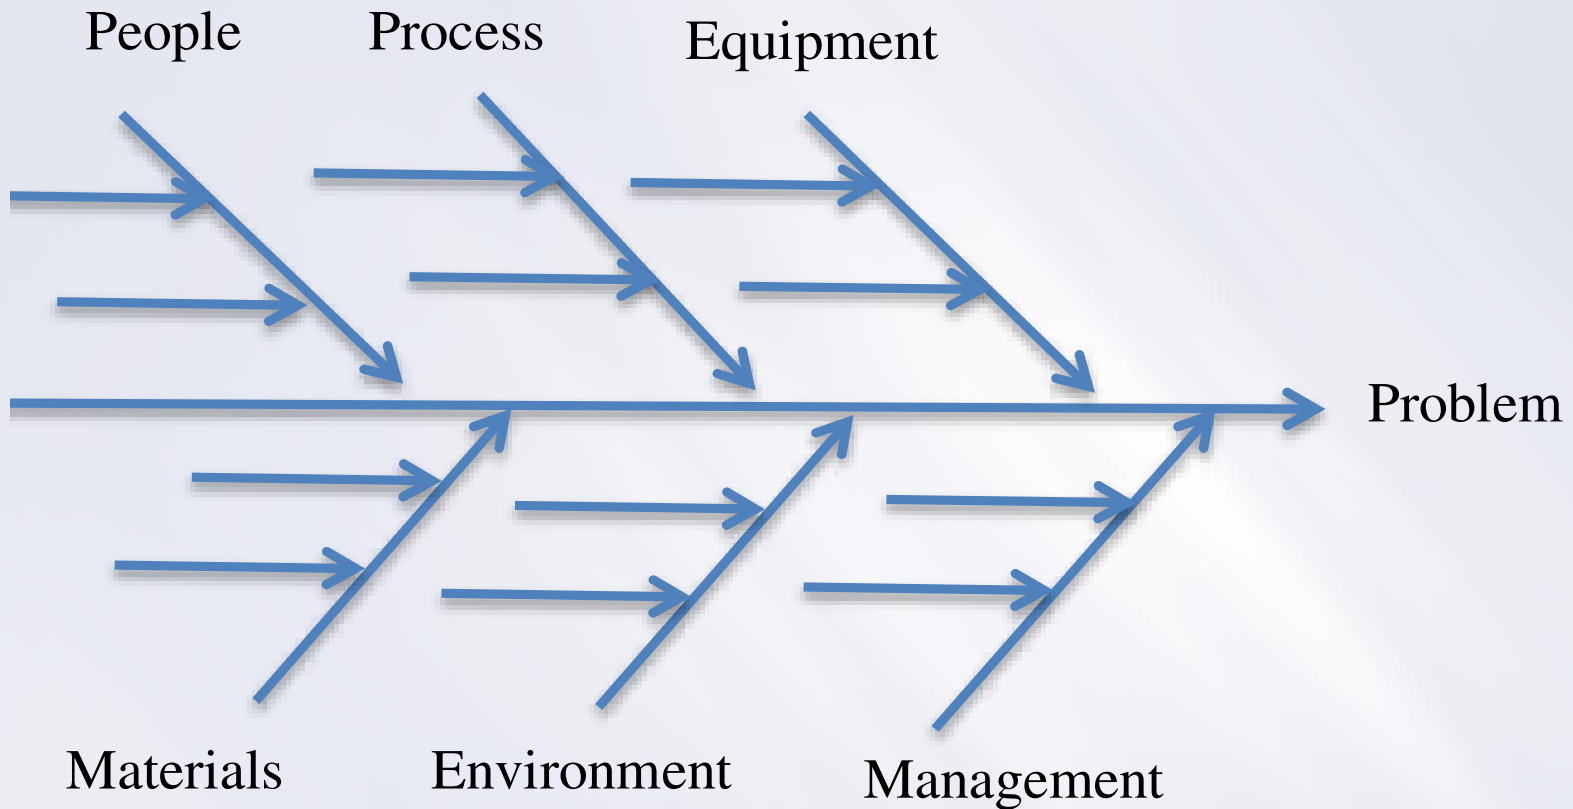 People
Process
Equipment
Problem
Materials
Environment
Management